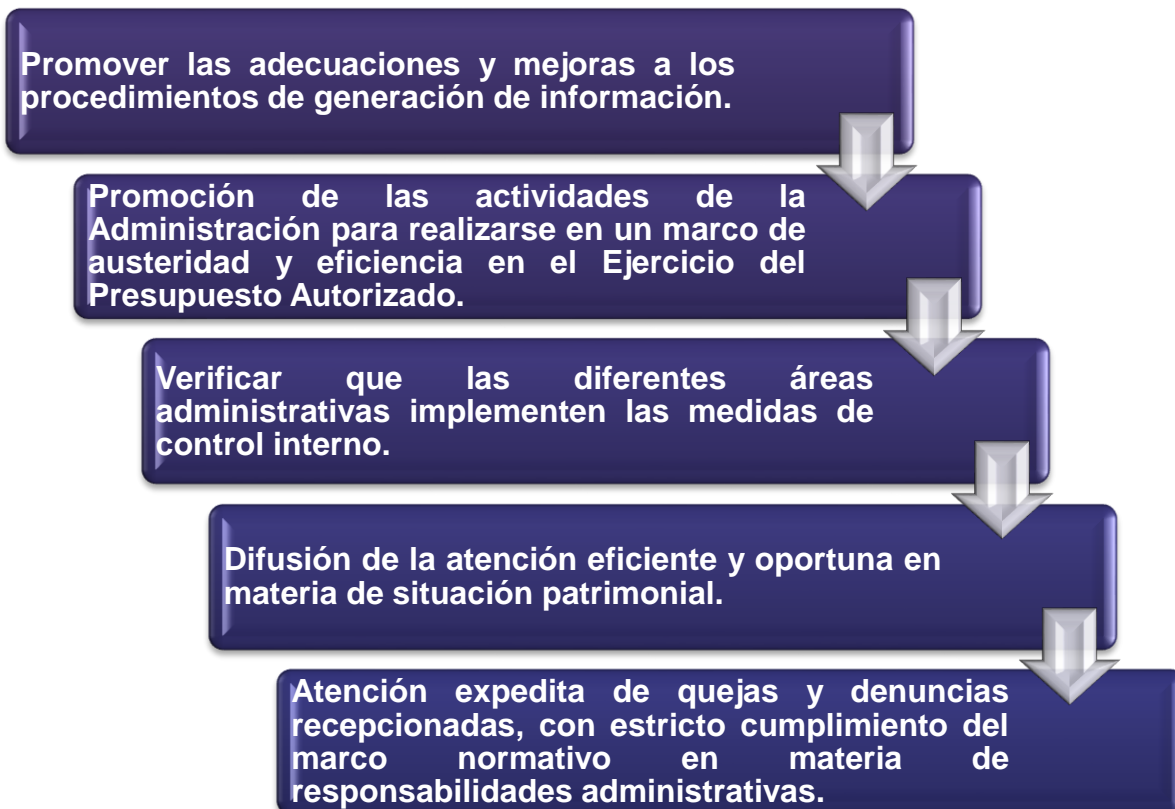 Promover las adecuaciones y mejoras a los
procedimientos de generación de información.
Promoción de las actividades de la
Administración para realizarse en un marco de
austeridad y eficiencia en el Ejercicio del
Presupuesto Autorizado.
Verificar que las diferentes áreas
administrativas implementen las medidas de
control interno.
Difusión de la atención eficiente y oportuna en
materia de situación patrimonial.
Atención expedita de quejas y denuncias
recepcionadas, con estricto cumplimiento del
marco normativo en materia de
responsabilidades administrativas.